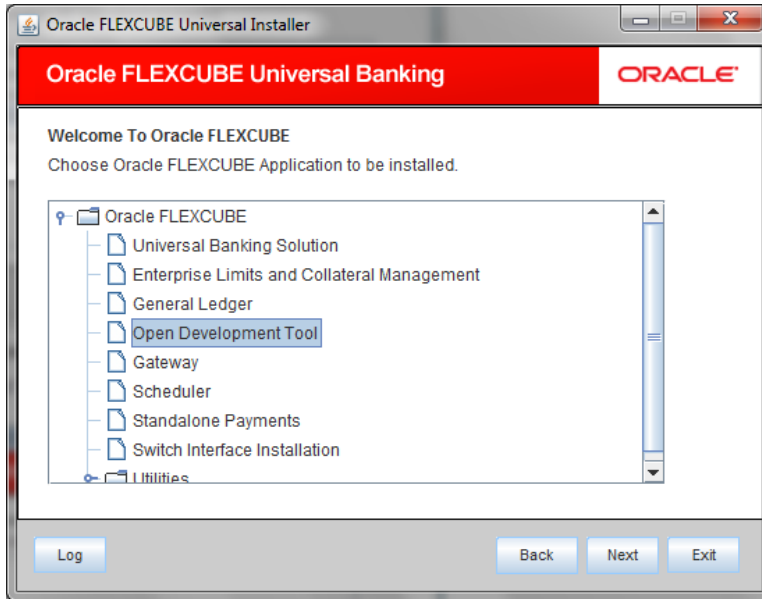 Oracle FLEXCUBE Universal Installer
Oracle FLEXCUBE Universal Banking
ORACLE
Welcome To Oracle FLEXCUBE
Choose Oracle FLEXCUBE Application to be installed.
Oracle FLEXCUBE
Universal Banking Solution
Enterprise Limits and Collateral Management
General Ledger
Open Development Tool
Gateway
Scheduler
Standalone Payments
Switch Interface Installation
Utilities
Log Back Next Exit